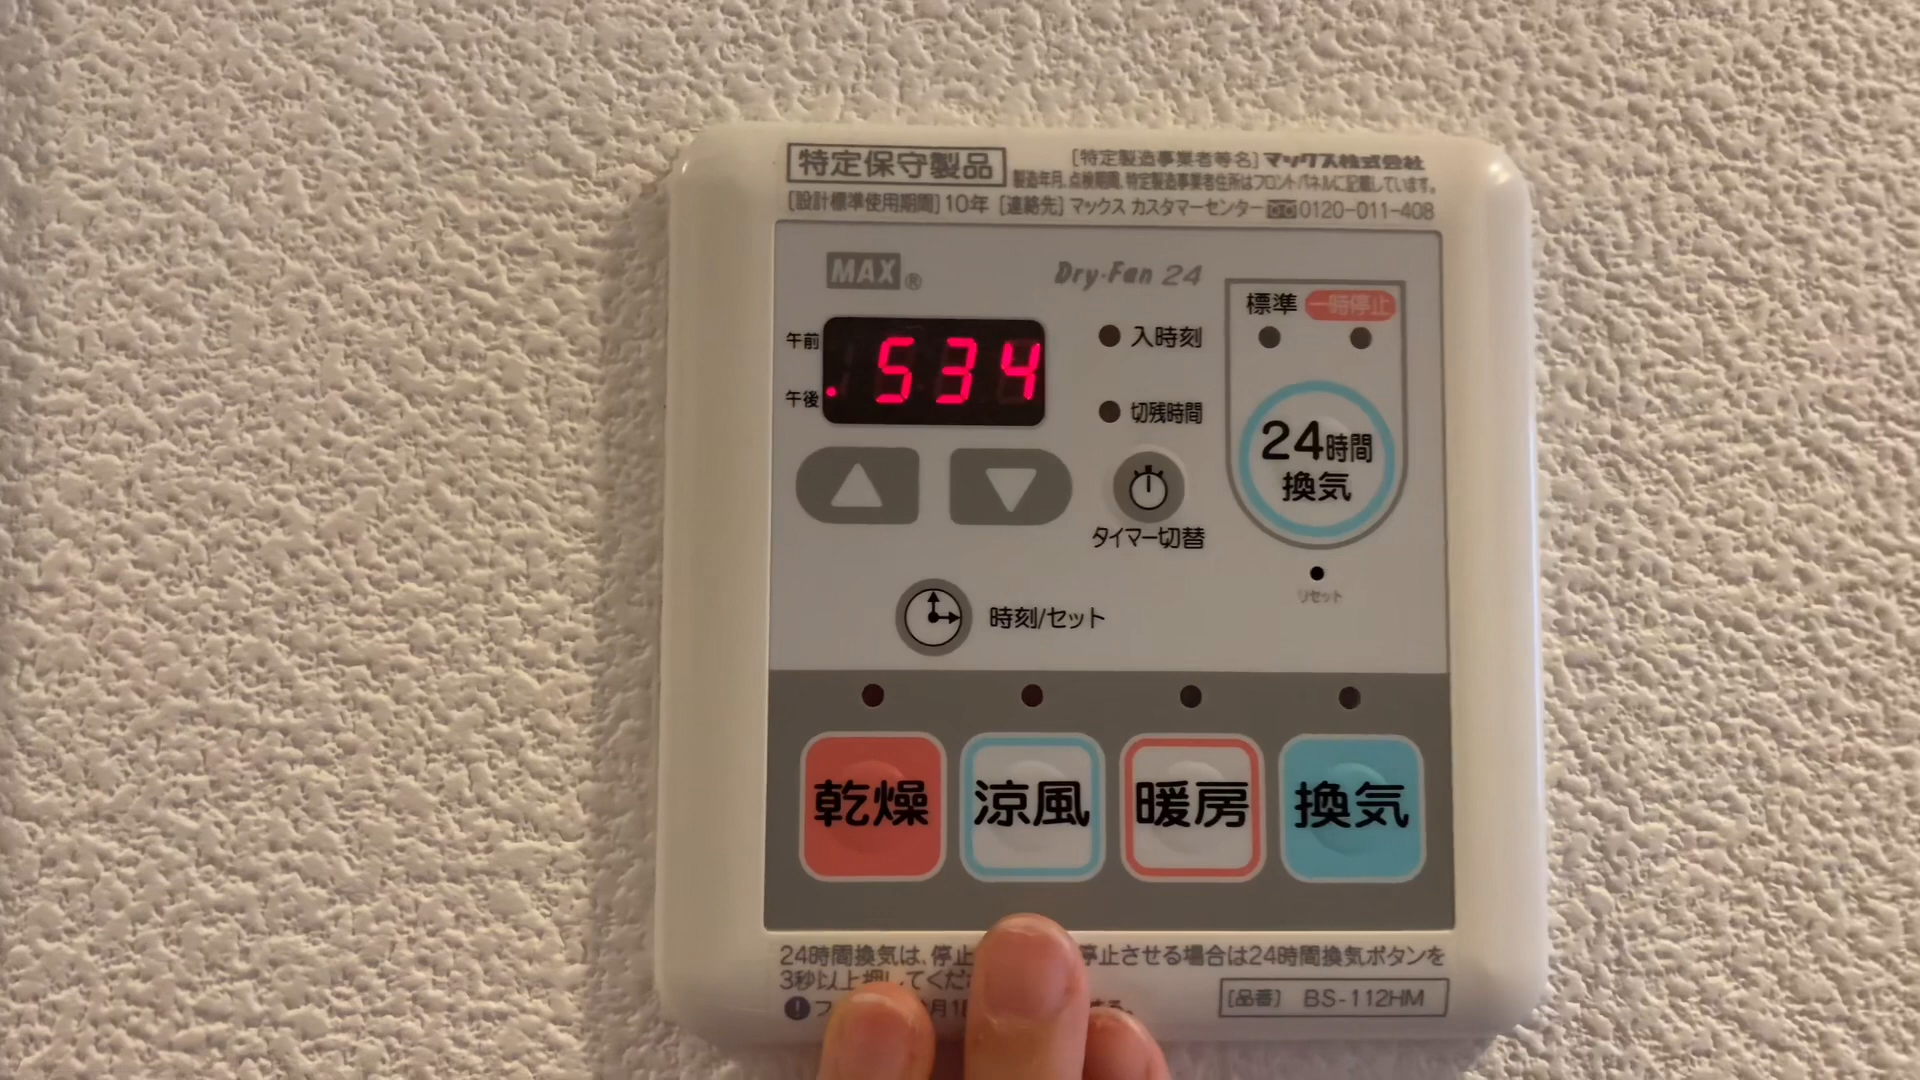 特定保守製品 [特定製造事業者等名] マックス株式会社
製造年月、点検期間、特定製造事業者住所はフロントパネルに記載しています。
[設計標準使用期間] 10年 [連絡先] マックス カスタマーセンター 0120-011-408
MAX® Dry·Fan 24
標準 一時停止
午前 534 入時刻
午後 切残時間
24時間
換気
タイマー切替
リセット
時刻/セット
乾燥 涼風 暖房 換気
24時間換気は、停止 停止させる場合は24時間換気ボタンを
3秒以上押してくだ
[品番] BS-112HM